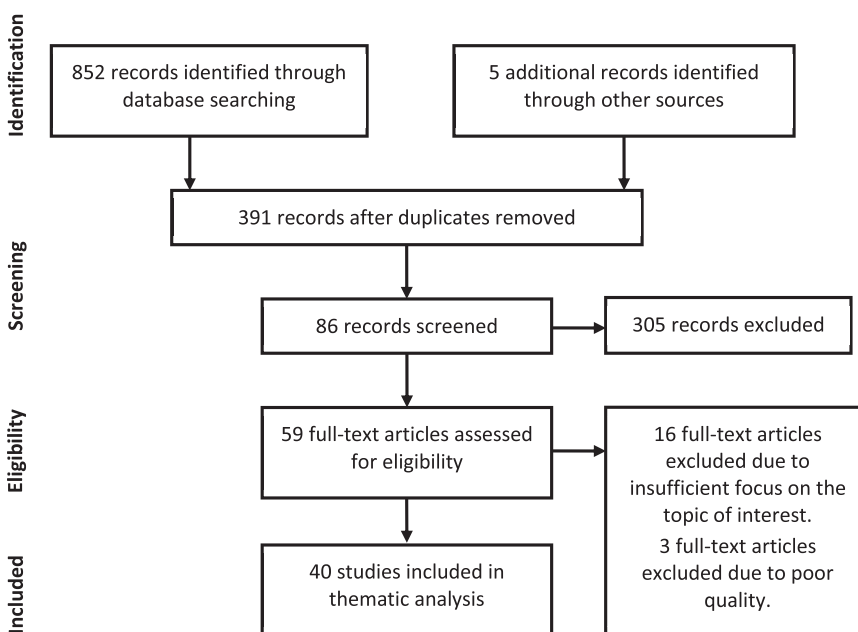 Identification
852 records identified through
database searching
5 additional records identified
through other sources
391 records after duplicates removed
Screening
86 records screened
305 records excluded
Eligibility
59 full-text articles assessed
for eligibility
16 full-text articles
excluded due to
insufficient focus on the
topic of interest.
3 full-text articles
excluded due to poor
quality.
Included
40 studies included in
thematic analysis